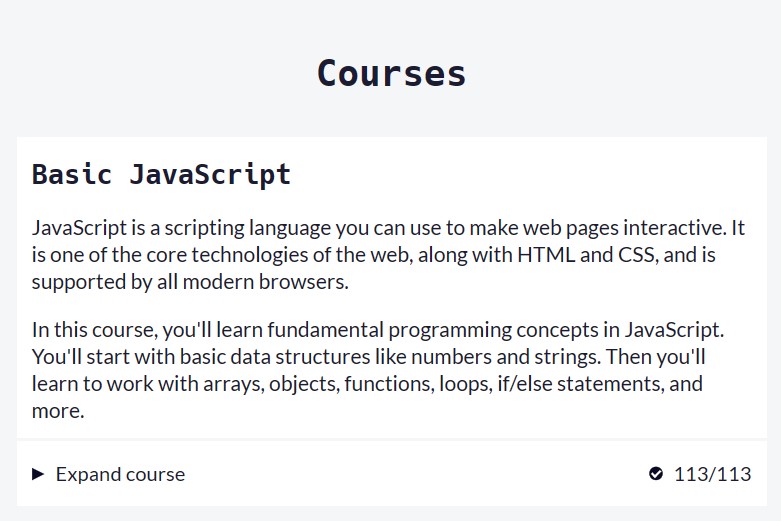 Courses
Basic JavaScript
JavaScript is a scripting language you can use to make web pages interactive. It
is one of the core technologies of the web, along with HTML and CSS, and is
supported by all modern browsers.
In this course, you'll learn fundamental programming concepts in JavaScript.
You'll start with basic data structures like numbers and strings. Then you'll
learn to work with arrays, objects, functions, loops, if/else statements, and
more.
Expand course 113/113